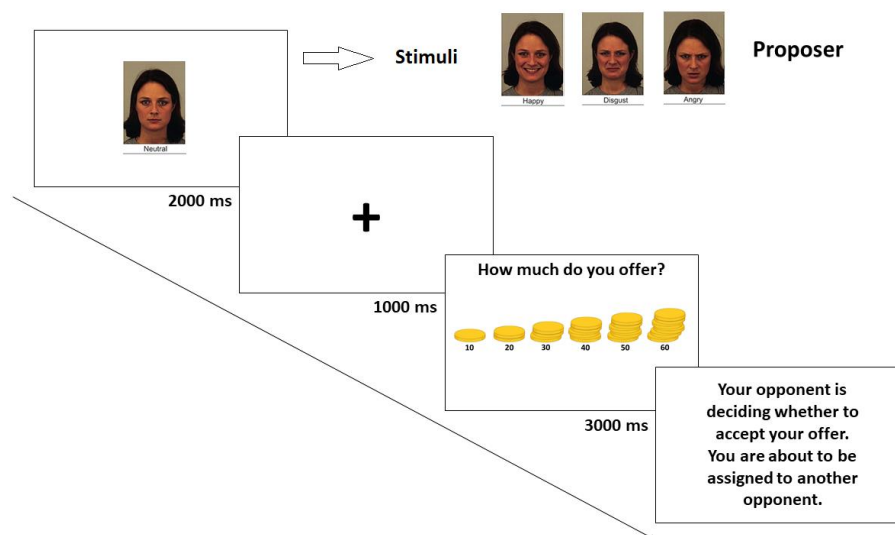 Stimuli
Proposer
Happy
Disgust
Angry
Neutral
2000 ms
1000 ms
How much do you offer?
10 20 30 40 50 60
3000 ms
Your opponent is
deciding whether to
accept your offer.
You are about to be
assigned to another
opponent.